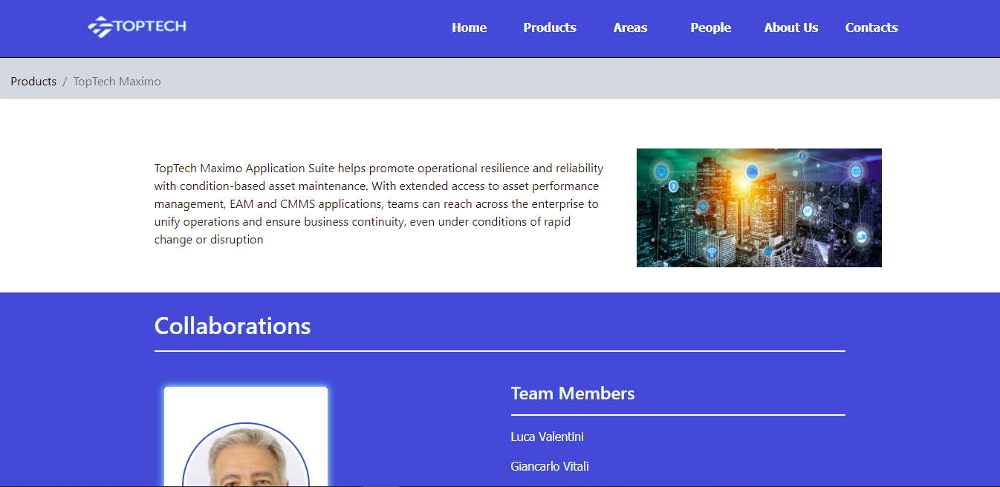 TOPTECH
Home Products Areas People About Us Contacts
Products / TopTech Maximo
TopTech Maximo Application Suite helps promote operational resilience and reliability
with condition-based asset maintenance. With extended access to asset performance
management, EAM and CMMS applications, teams can reach across the enterprise to
unify operations and ensure business continuity, even under conditions of rapid
change or disruption
Collaborations
Team Members
Luca Valentini
Giancarlo Vitali